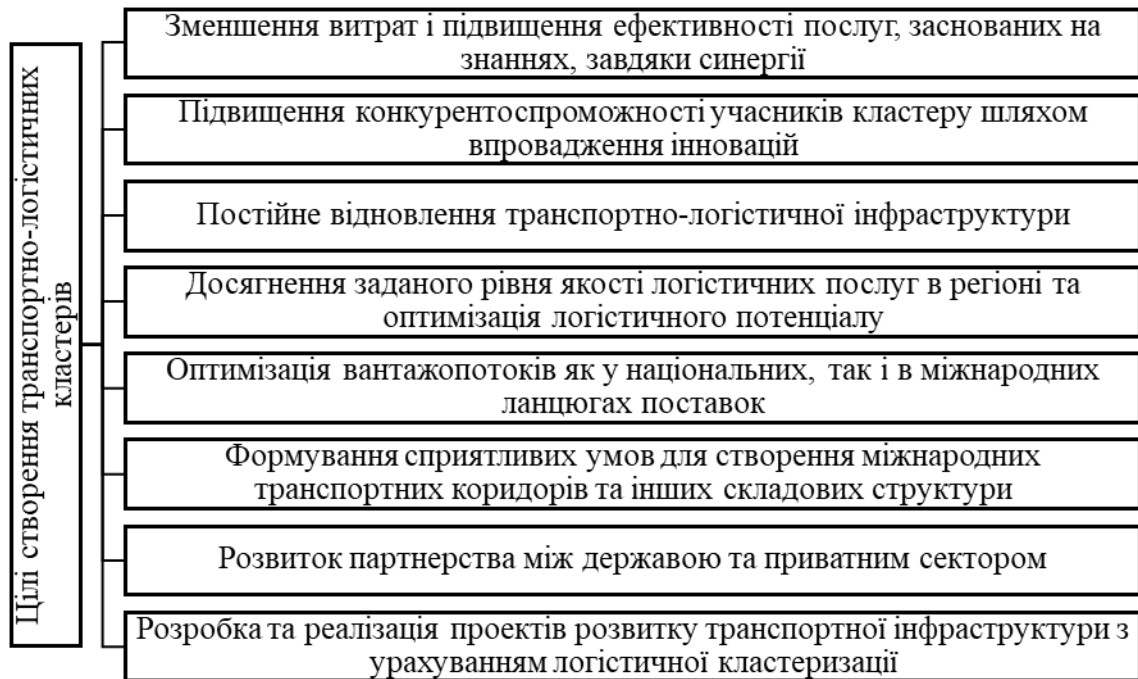 Цілі створення транспортно-логістичних
кластерів
Зменшення витрат і підвищення ефективності послуг, заснованих на
знаннях, завдяки синергії
Підвищення конкурентоспроможності учасників кластеру шляхом
впровадження інновацій
Постійне відновлення транспортно-логістичної інфраструктури
Досягнення заданого рівня якості логістичних послуг в регіоні та
оптимізація логістичного потенціалу
Оптимізація вантажопотоків як у національних, так і в міжнародних
ланцюгах поставок
Формування сприятливих умов для створення міжнародних
транспортних коридорів та інших складових структури
Розвиток партнерства між державою та приватним сектором
Розробка та реалізація проектів розвитку транспортної інфраструктури з
урахуванням логістичної кластеризації